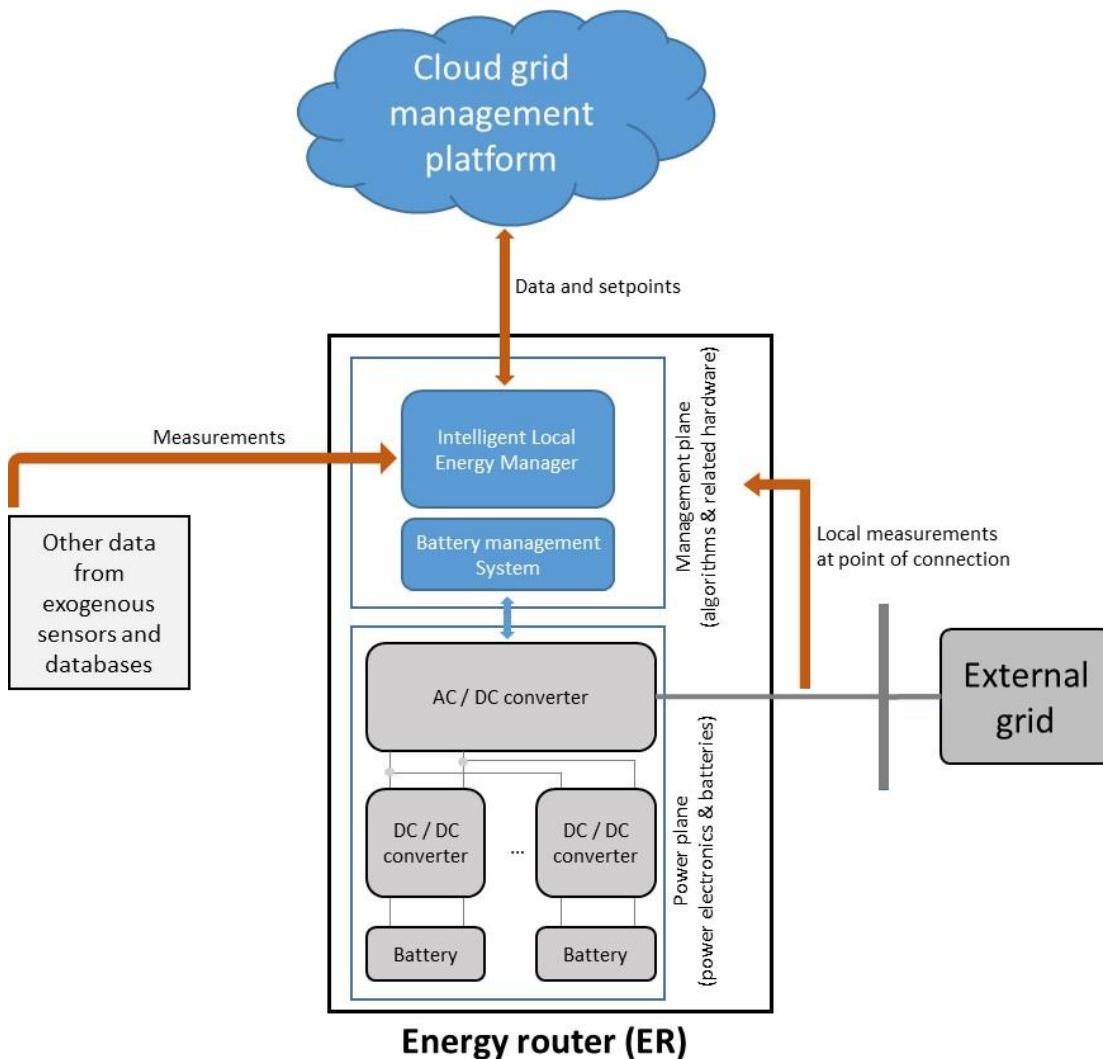 Cloud grid
management
platform
Data and setpoints
Measurements
Intelligent Local
Energy Manager
Battery management
System
Management plane
(algorithms & related hardware)
Local measurements
at point of connection
Other data
from
exogenous
sensors and
databases
AC / DC converter
External
grid
DC / DC
converter
...
DC / DC
converter
Battery
Battery
Power plane
(power electronics & batteries)
Energy router (ER)